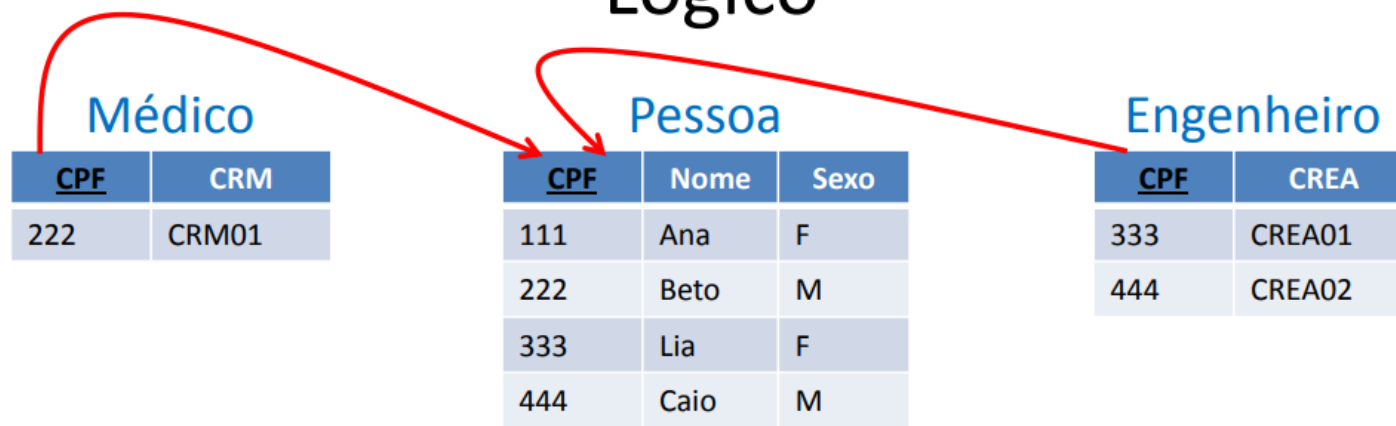 Lógico
Médico
CPF CRM
222 CRM01
Pessoa
CPF Nome Sexo
111 Ana F
222 Beto M
333 Lia F
444 Caio M
Engenheiro
CPF CREA
333 CREA01
444 CREA02